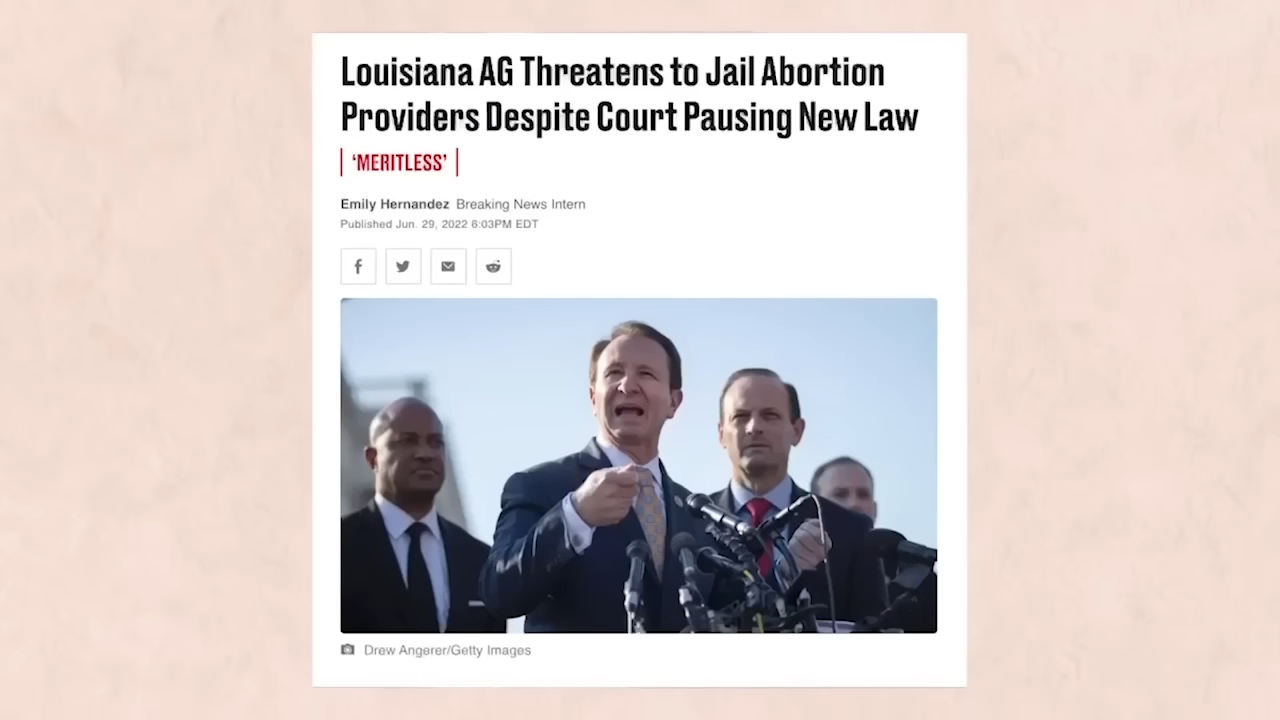 Louisiana AG Threatens to Jail Abortion
Providers Despite Court Pausing New Law
‘MERITLESS’
Emily Hernandez Breaking News Intern
Published Jun. 29, 2022 6:03PM EDT
Drew Angerer/Getty Images